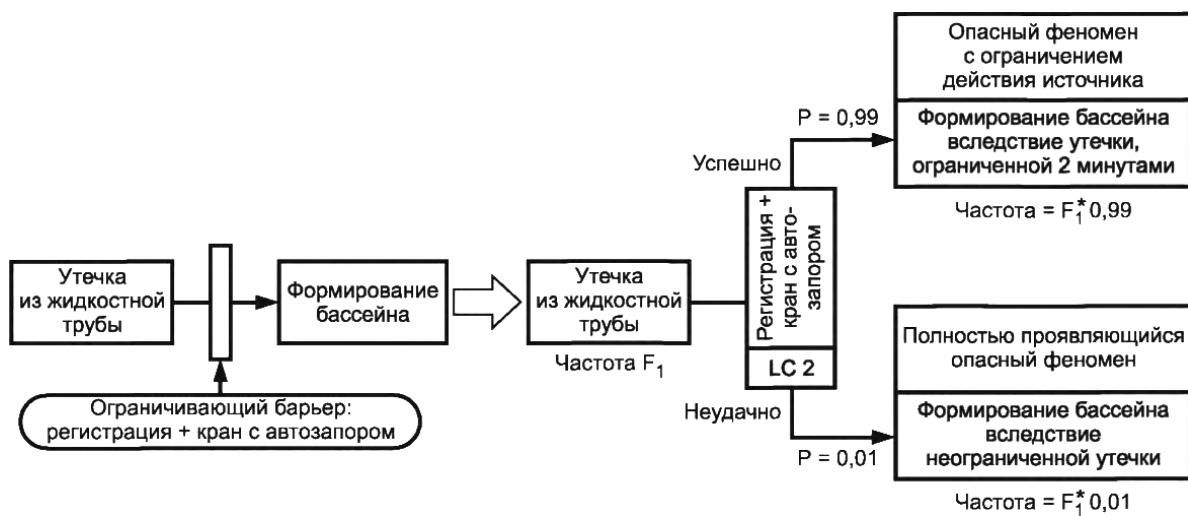 Утечка
из жидкостной
трубы
Ограничивающий барьер:
регистрация + кран с автозапором
Формирование
бассейна
Утечка
из жидкостной
трубы
Частота F₁
Регистрация +
кран с авто-
запором
LC 2
Успешно
P = 0,99
Опасный феномен
с ограничением
действия источника
Формирование бассейна
вследствие утечки,
ограниченной 2 минутами
Частота = F₁* 0,99
Неудачно
P = 0,01
Полностью проявляющийся
опасный феномен
Формирование бассейна
вследствие
неограниченной утечки
Частота = F₁* 0,01